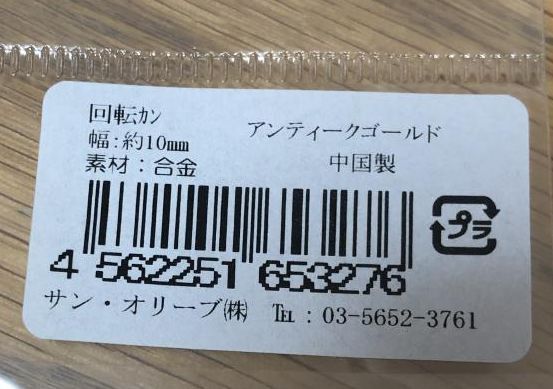 回転ｶﾝ
アンティークゴールド
幅：約10mm
素材：合金
中国製
プラ
4 562251 653276
サン・オリーブ㈱ ℡：03-5652-3761